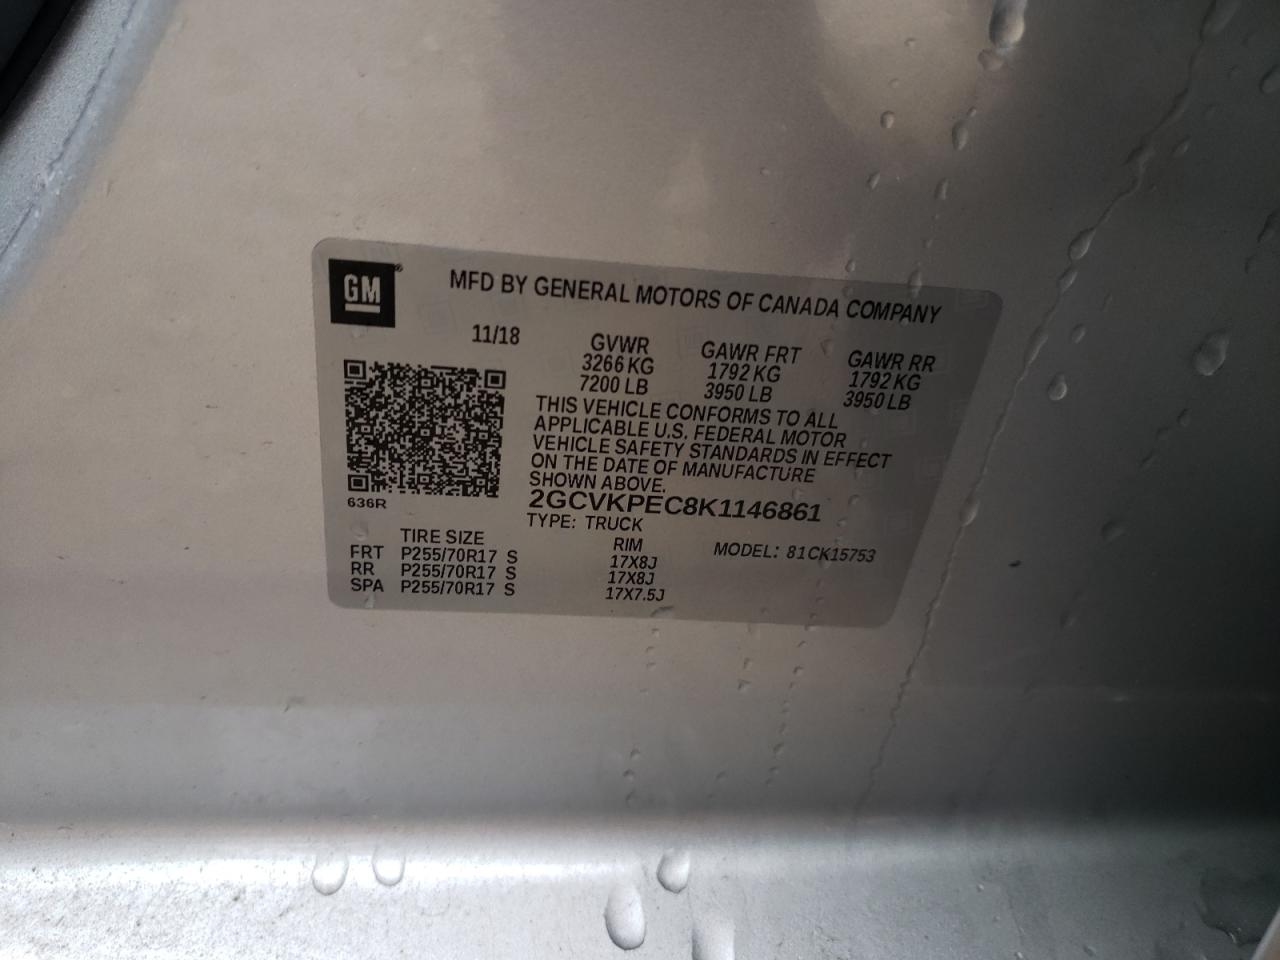 GM®
MFD BY GENERAL MOTORS OF CANADA COMPANY
11/18 GVWR GAWR FRT GAWR RR
3266 KG 1792 KG 1792 KG
7200 LB 3950 LB 3950 LB
THIS VEHICLE CONFORMS TO ALL
APPLICABLE U.S. FEDERAL MOTOR
VEHICLE SAFETY STANDARDS IN EFFECT
ON THE DATE OF MANUFACTURE
SHOWN ABOVE.
636R
2GCVKPEC8K1146861
TYPE: TRUCK
TIRE SIZE RIM MODEL: 81CK15753
FRT P255/70R17 S 17X8J
RR P255/70R17 S 17X8J
SPA P255/70R17 S 17X7.5J